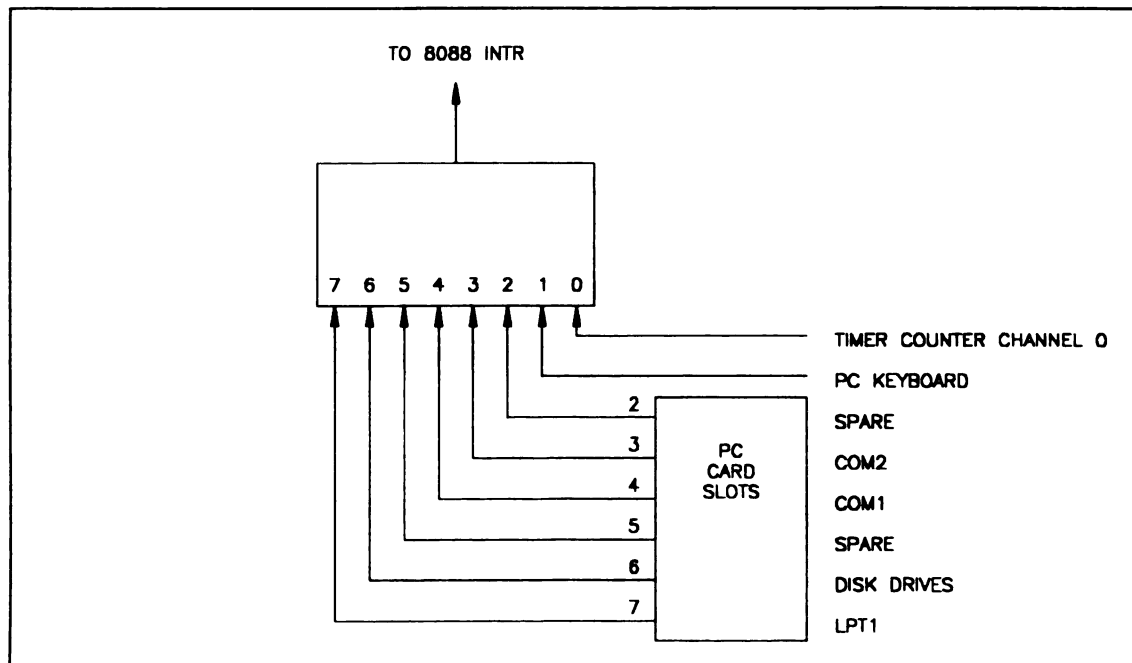 TO 8088 INTR
7 6 5 4 3 2 1 0
TIMER COUNTER CHANNEL 0
PC KEYBOARD
2
SPARE
3
PC
CARD
SLOTS
COM2
4
COM1
5
SPARE
6
DISK DRIVES
7
LPT1